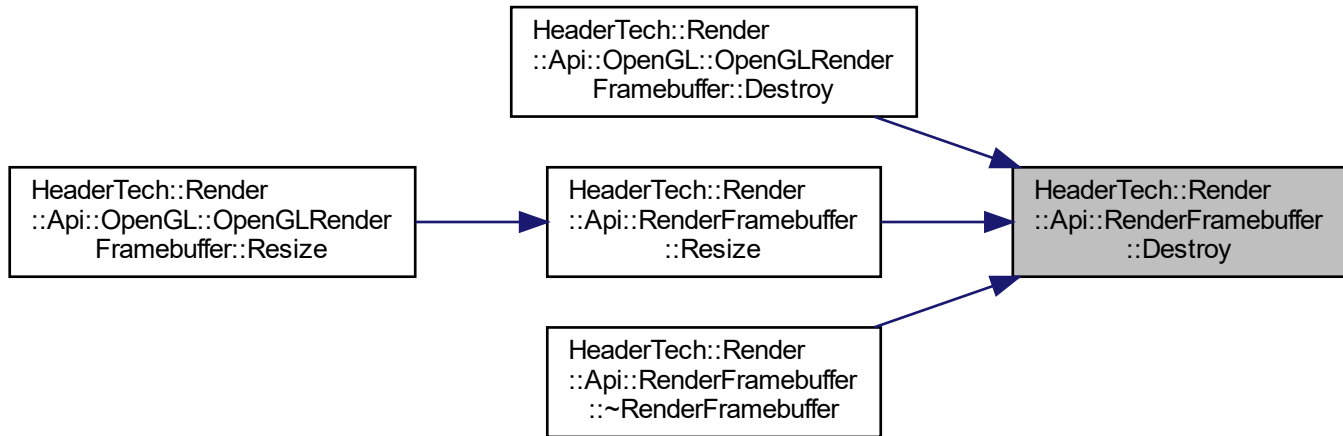 HeaderTech::Render
::Api::OpenGL::OpenGLRender
Framebuffer::Destroy
HeaderTech::Render
::Api::OpenGL::OpenGLRender
Framebuffer::Resize
HeaderTech::Render
::Api::RenderFramebuffer
::Resize
HeaderTech::Render
::Api::RenderFramebuffer
::Destroy
HeaderTech::Render
::Api::RenderFramebuffer
::~RenderFramebuffer